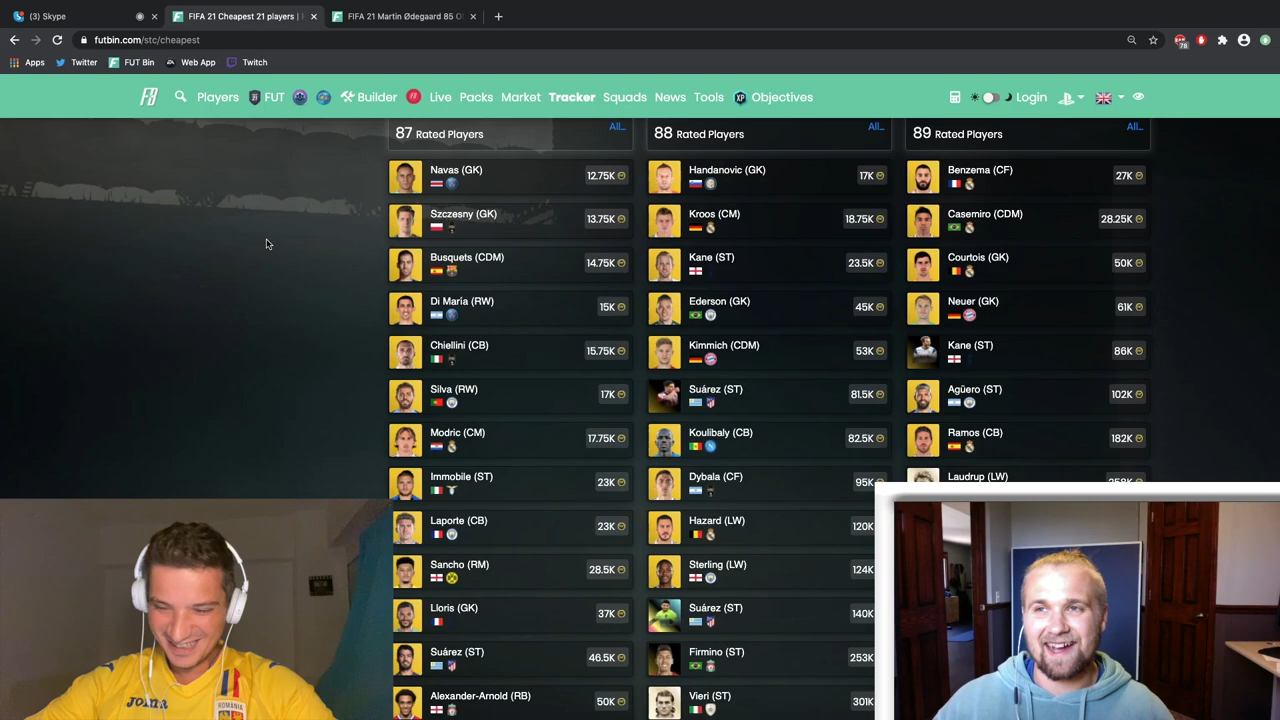 (3) Skype
FIFA 21 Cheapest 21 players |
FIFA 21 Martin Ødegaard 85 O
futbin.com/stc/cheapest
78
Apps Twitter FUT Bin Web App Twitch
Players FUT Builder Live Packs Market Tracker Squads News Tools XP Objectives Login
87 Rated Players All...
Navas (GK) 12.75K
Szczesny (GK) 13.75K
Busquets (CDM) 14.75K
Di María (RW) 15K
Chiellini (CB) 15.75K
Silva (RW) 17K
Modric (CM) 17.75K
Immobile (ST) 23K
Laporte (CB) 23K
Sancho (RM) 28.5K
Lloris (GK) 37K
Suárez (ST) 46.5K
Alexander-Arnold (RB) 50K
88 Rated Players All...
Handanovic (GK) 17K
Kroos (CM) 18.75K
Kane (ST) 23.5K
Ederson (GK) 45K
Kimmich (CDM) 53K
Suárez (ST) 81.5K
Koulibaly (CB) 82.5K
Dybala (CF) 95K
Hazard (LW) 120K
Sterling (LW) 124K
Suárez (ST) 140K
Firmino (ST) 253K
Vieri (ST) 301K
89 Rated Players All...
Benzema (CF) 27K
Casemiro (CDM) 28.25K
Courtois (GK) 50K
Neuer (GK) 61K
Kane (ST) 86K
Agüero (ST) 102K
Ramos (CB) 182K
Laudrup (LW)
Joma
ROMANIA